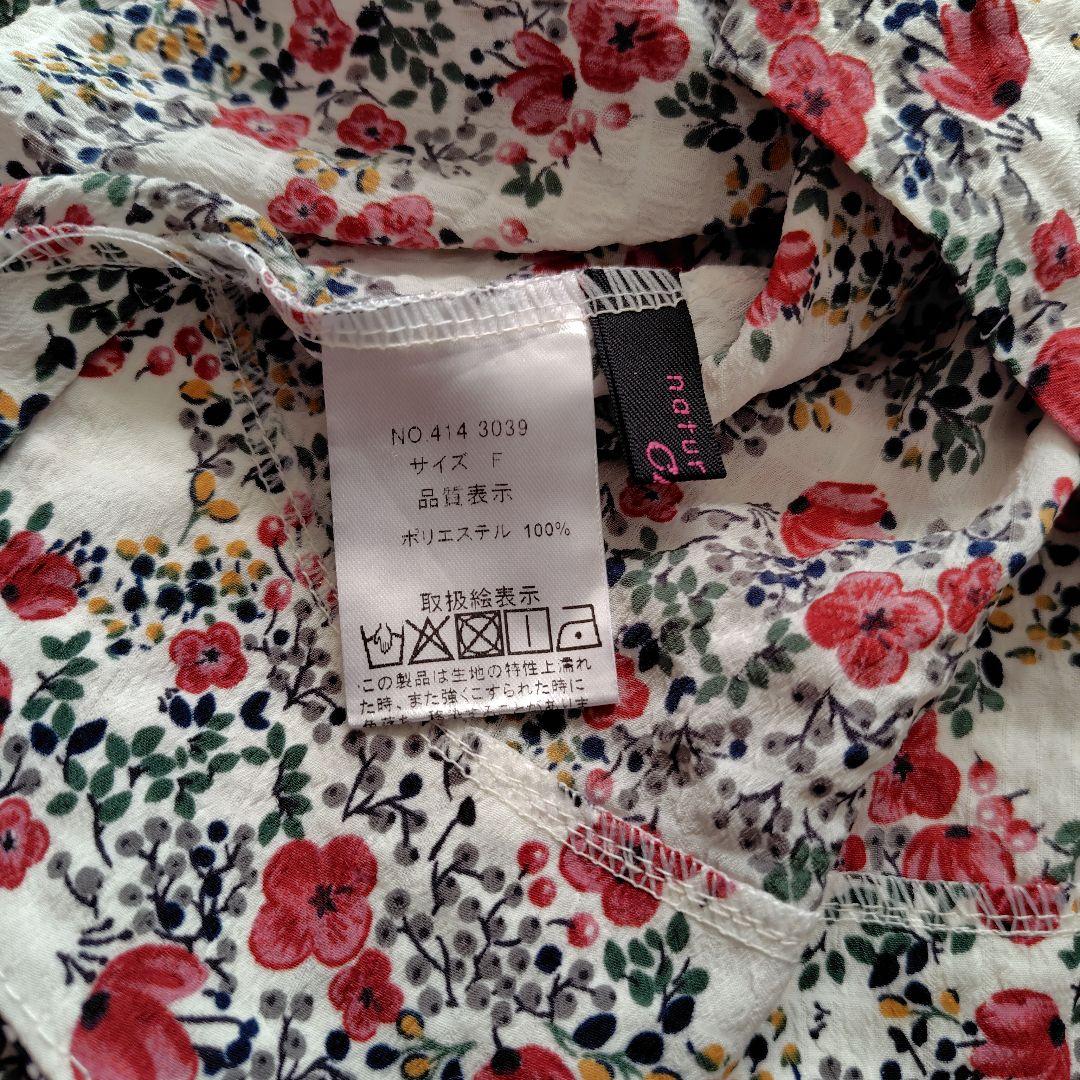 NO.414 3039
サイズ F
品質表示
ポリエステル 100%
取扱絵表示
この製品は生地の特性上濡れ
た時、また強くこすられた時に
natur